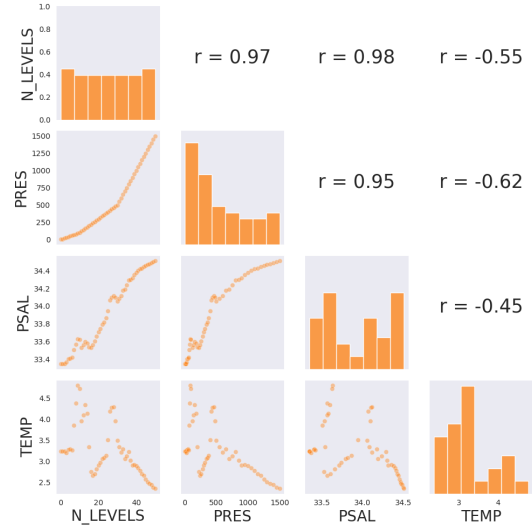 1.0
0.8
0.6
0.4
0.2
0.0
N_LEVELS
r = 0.97
r = 0.98
r = -0.55
1500
1250
1000
750
500
250
0
PRES
r = 0.95
r = -0.62
34.4
34.2
34.0
33.8
33.6
33.4
PSAL
r = -0.45
4.5
4.0
3.5
3.0
2.5
TEMP
0 20 40
0 500 1000 1500
33.5 34.0 34.5
3 4
N_LEVELS PRES PSAL TEMP